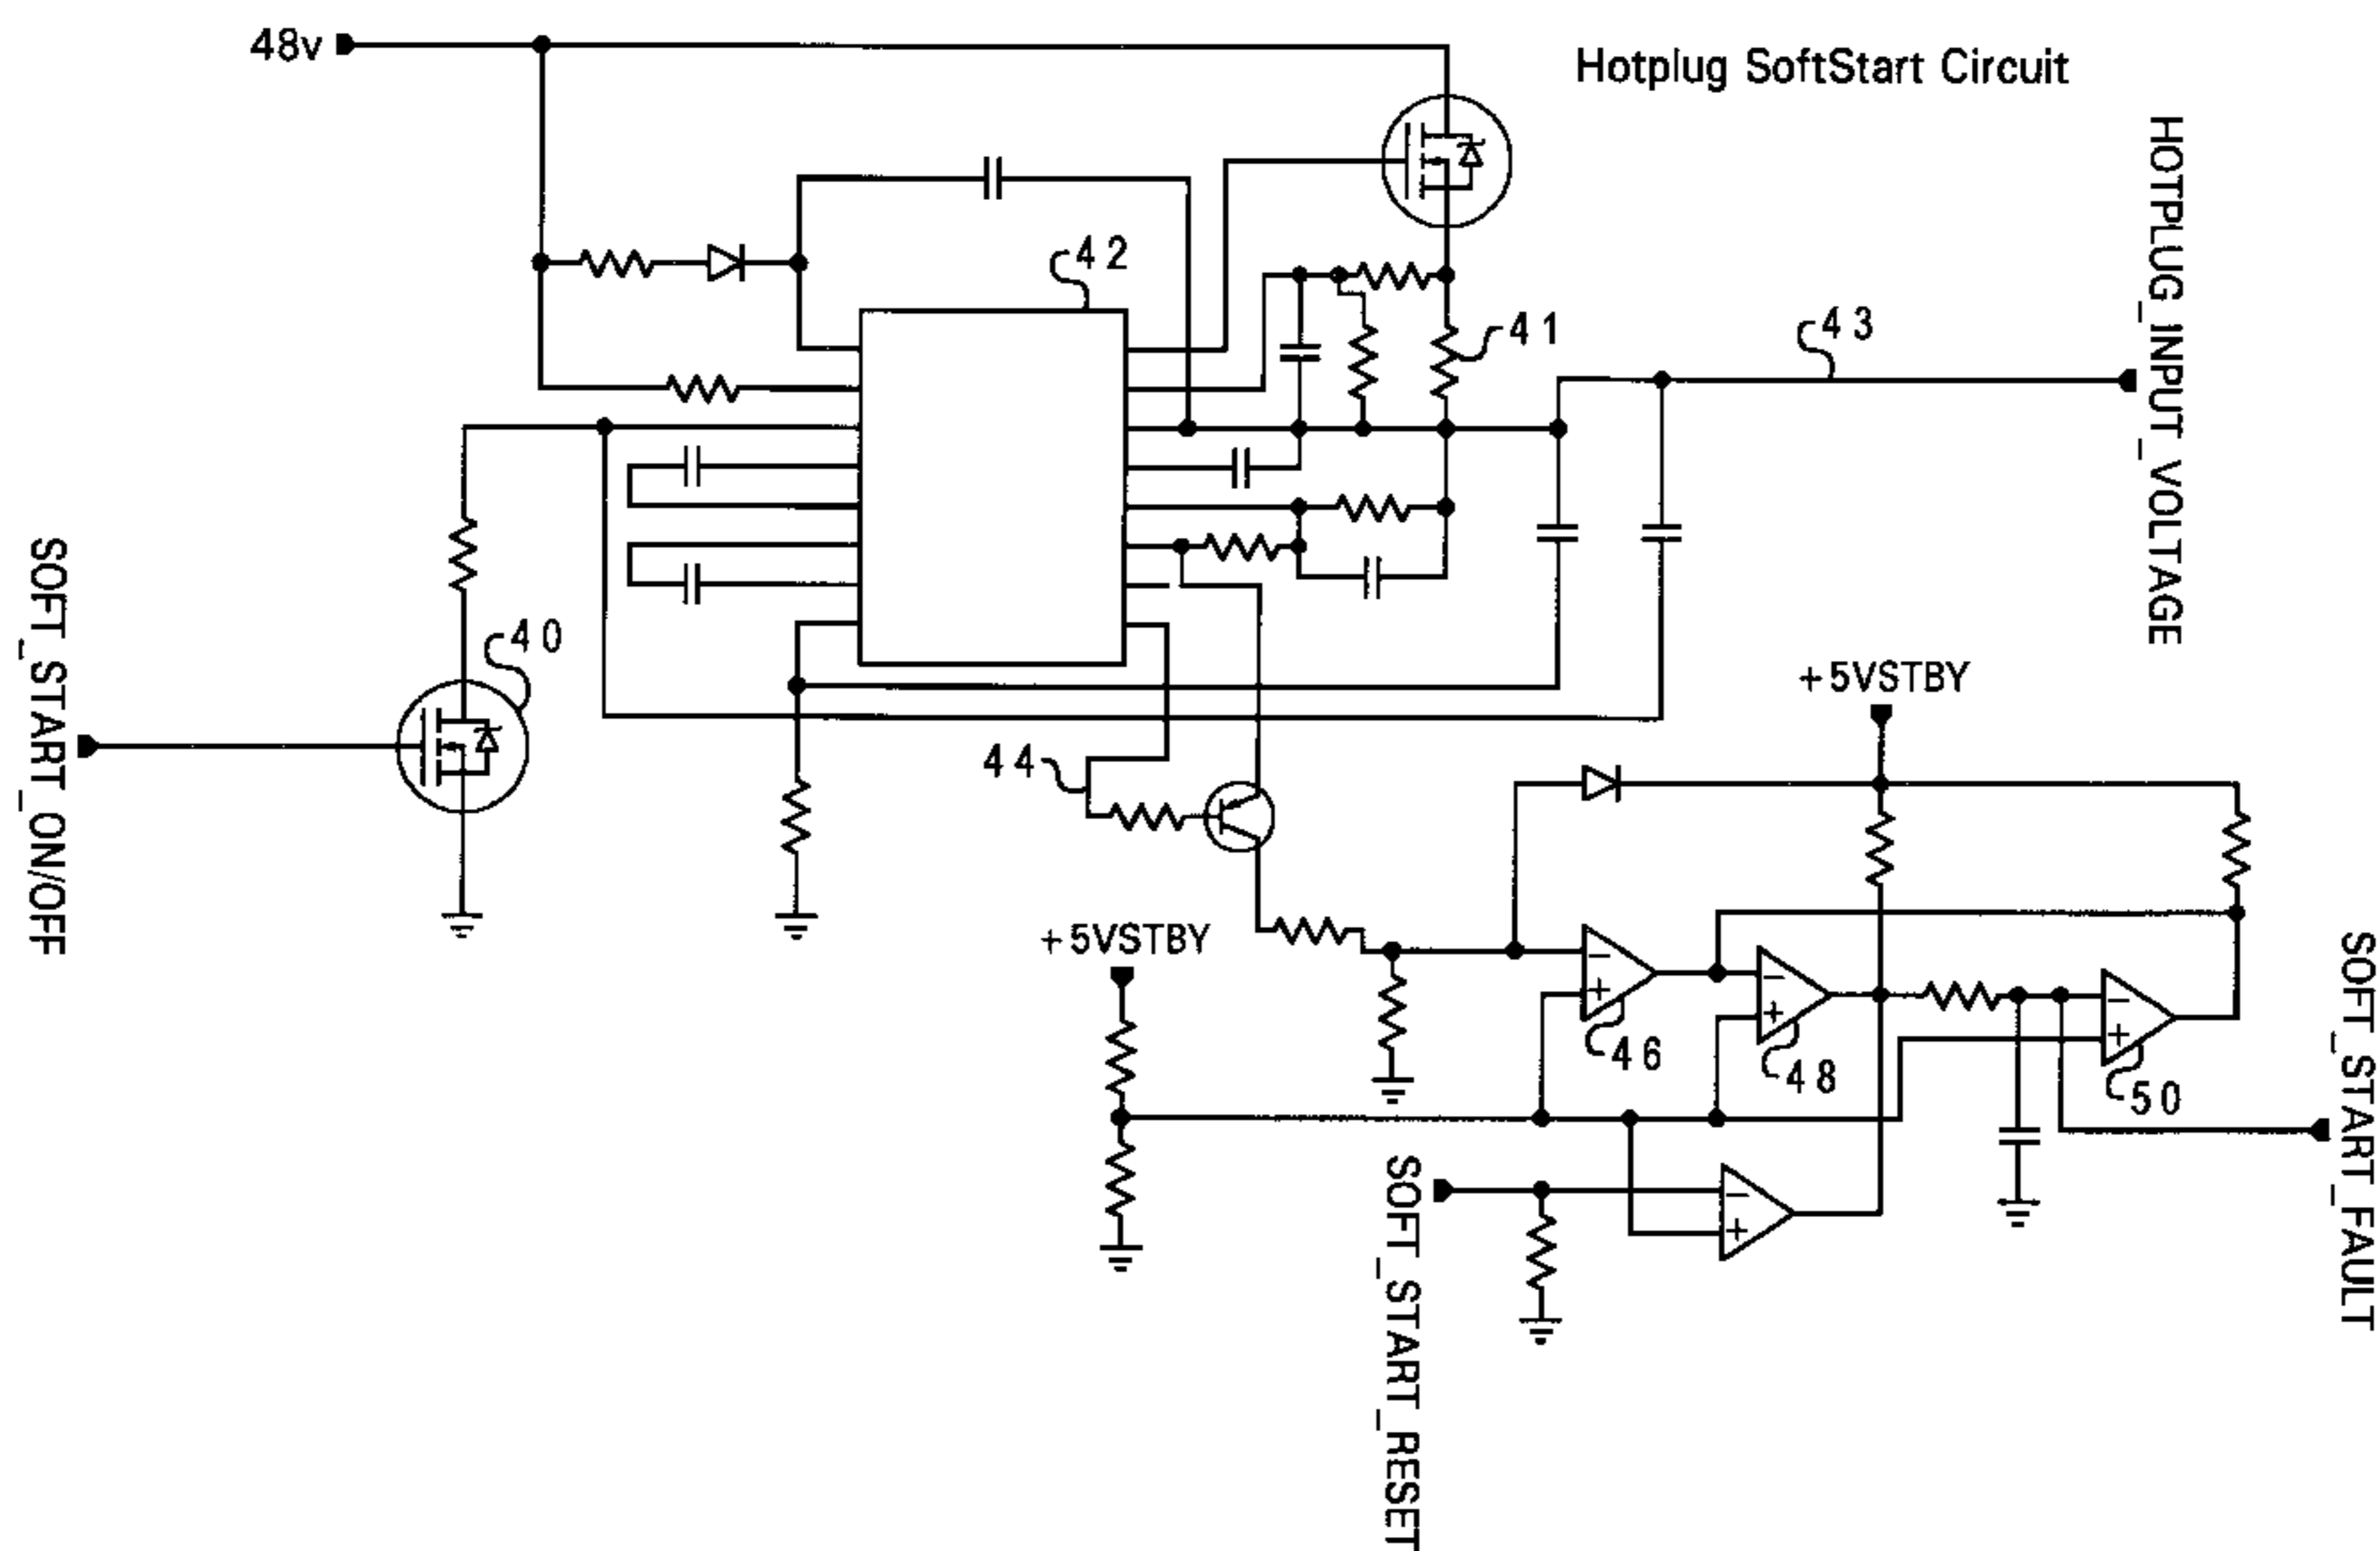 48v
Hotplug SoftStart Circuit
HOTPLUG_INPUT_VOLTAGE
42
41
43
SOFT_START_ON/OFF
40
+5VSTBY
44
+5VSTBY
46
48
50
SOFT_START_FAULT
SOFT_START_RESET